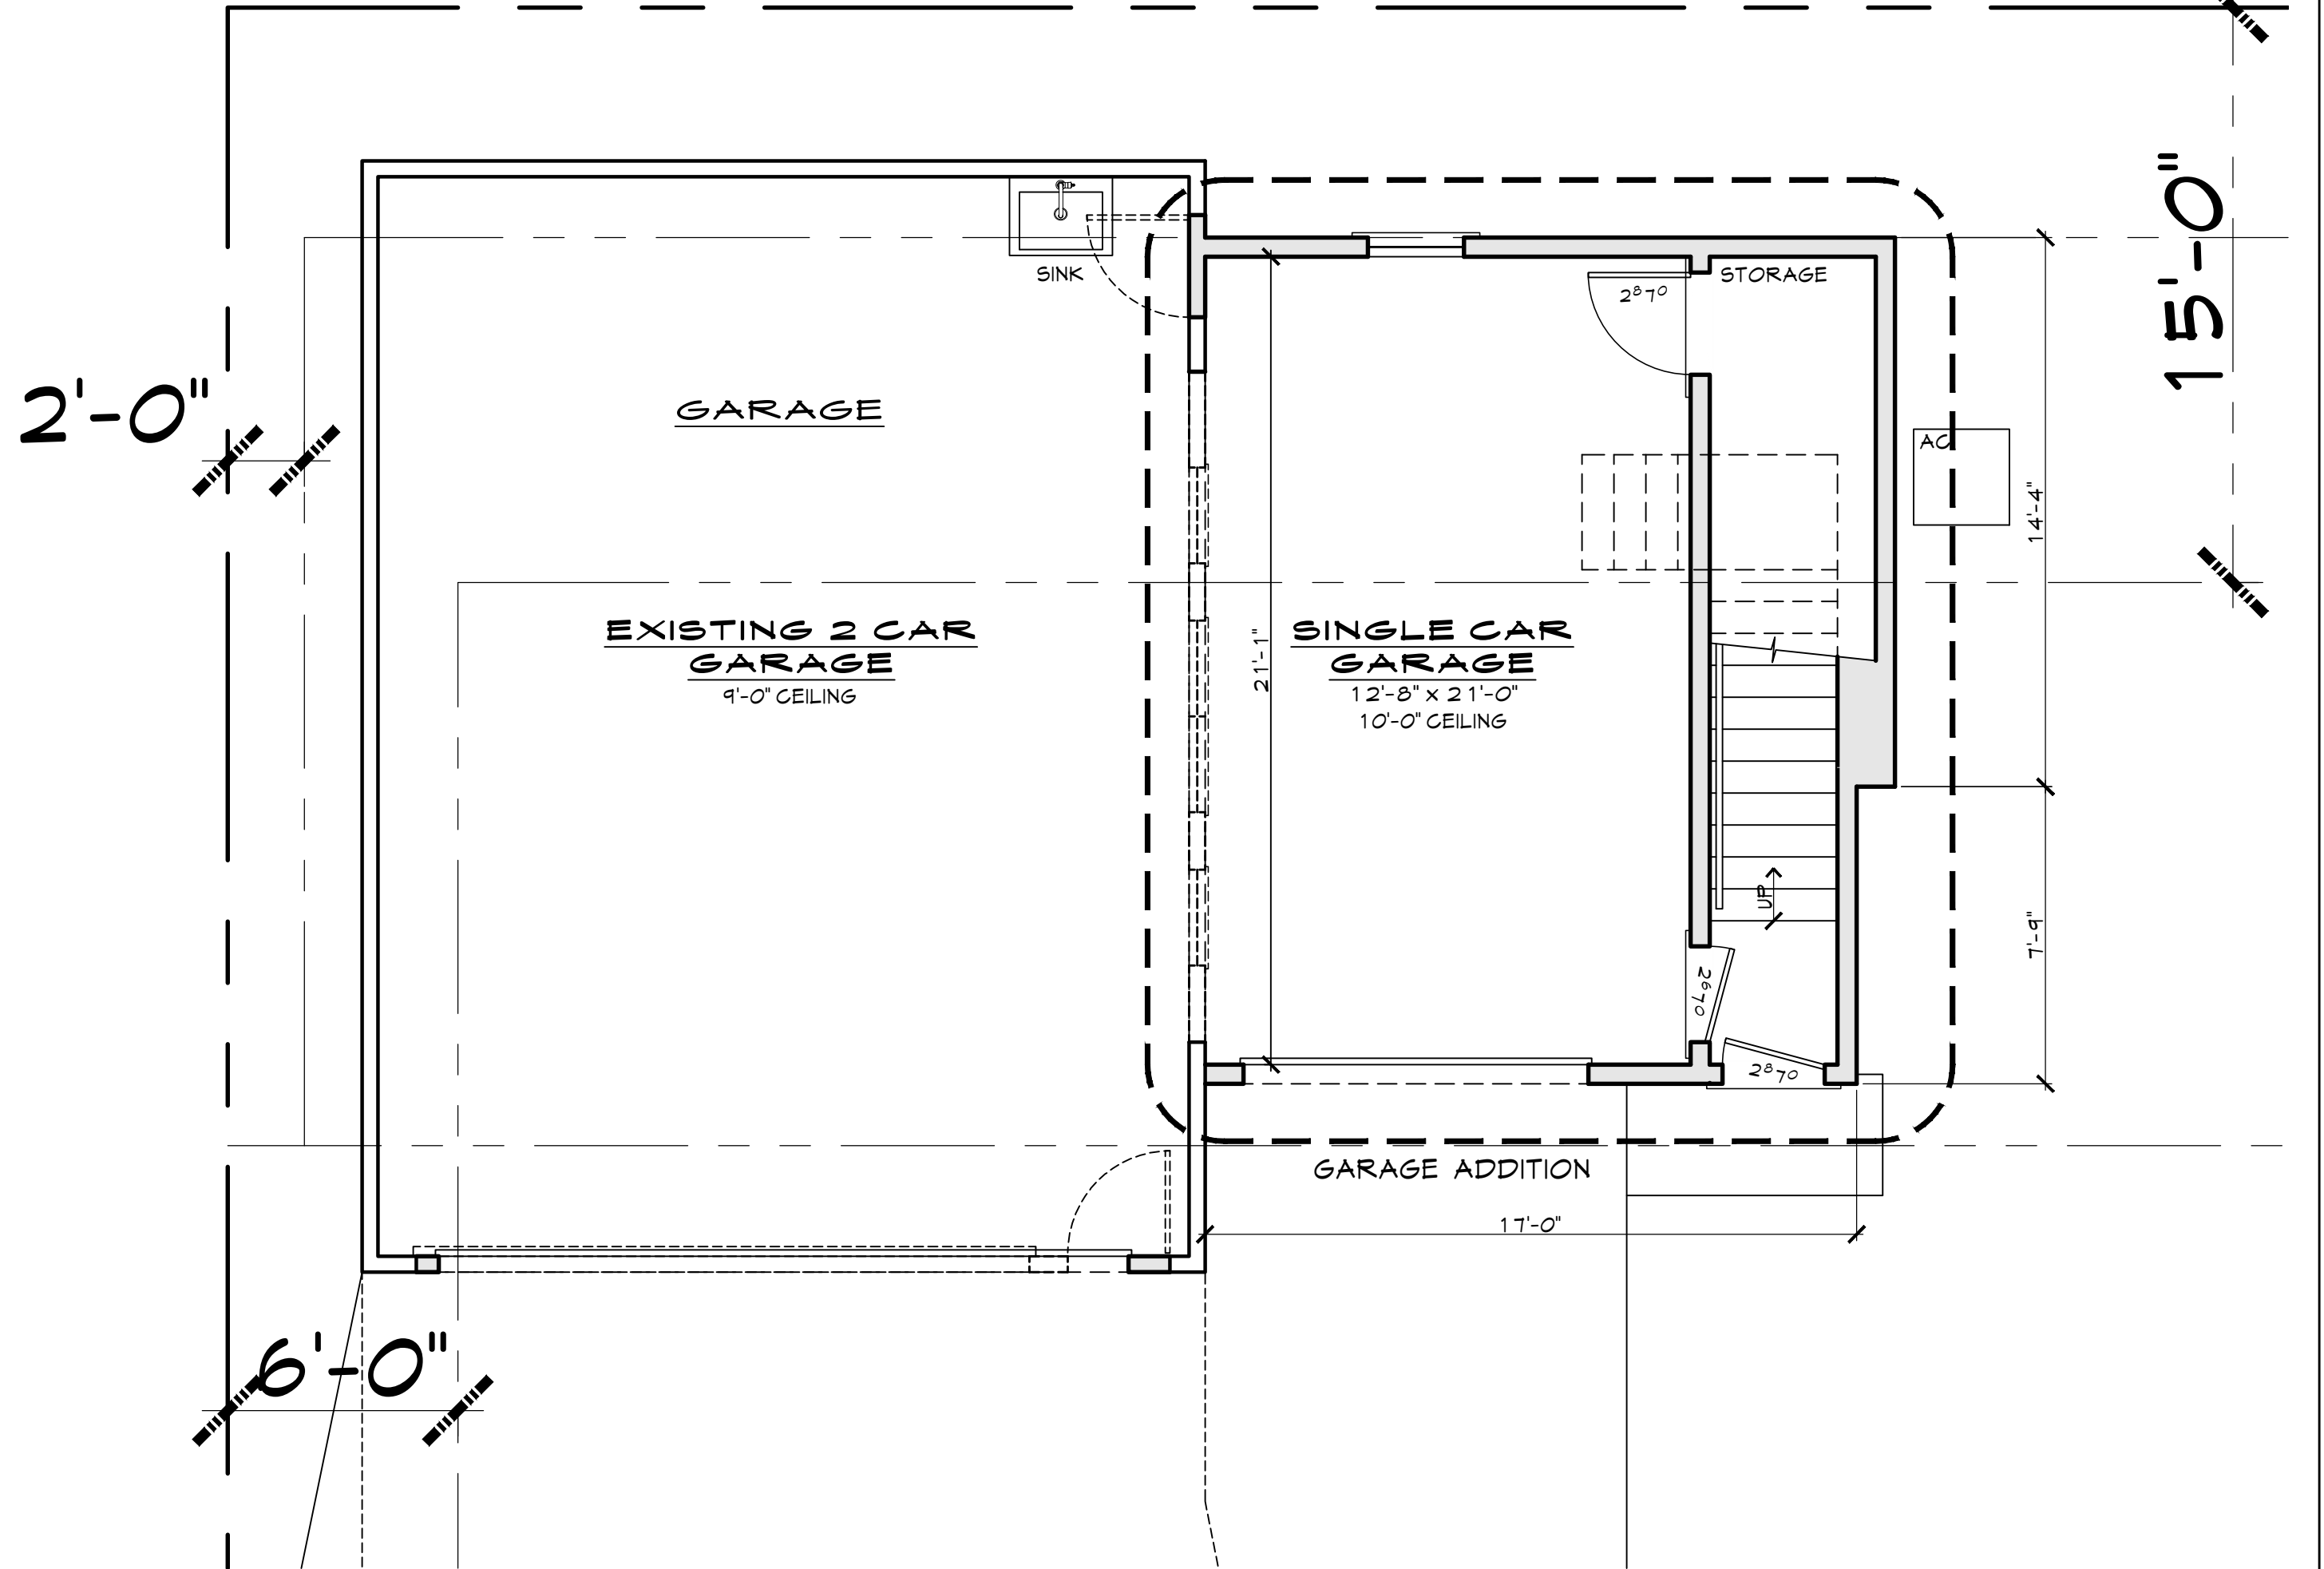 15'-0"
SINK
STORAGE
2⁸7⁰
2'-0"
GARAGE
AC
14'-4"
EXISTING 2 CAR
GARAGE
9'-0" CEILING
21'-1"
SINGLE CAR
GARAGE
12'-8" x 21'-0"
10'-0" CEILING
UP
7'-9"
2⁶7⁰
2⁸7⁰
GARAGE ADDITION
17'-0"
6'-0"